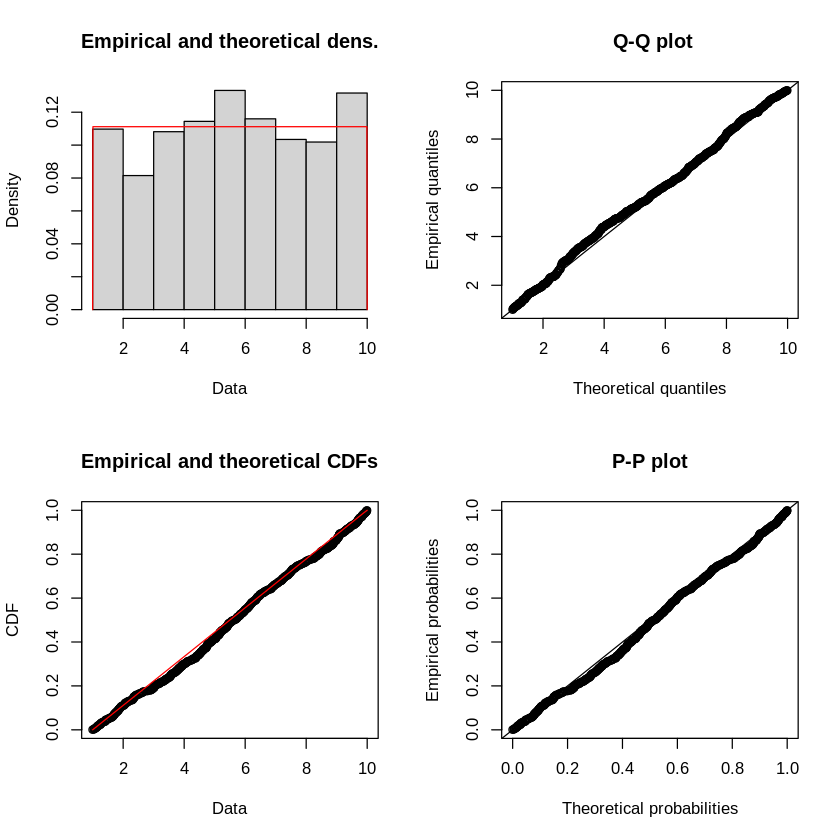 Empirical and theoretical dens.
Density
0.00 0.04 0.08 0.12
2 4 6 8 10
Data
Q-Q plot
Empirical quantiles
2 4 6 8 10
2 4 6 8 10
Theoretical quantiles
Empirical and theoretical CDFs
CDF
0.0 0.2 0.4 0.6 0.8 1.0
2 4 6 8 10
Data
P-P plot
Empirical probabilities
0.0 0.2 0.4 0.6 0.8 1.0
0.0 0.2 0.4 0.6 0.8 1.0
Theoretical probabilities